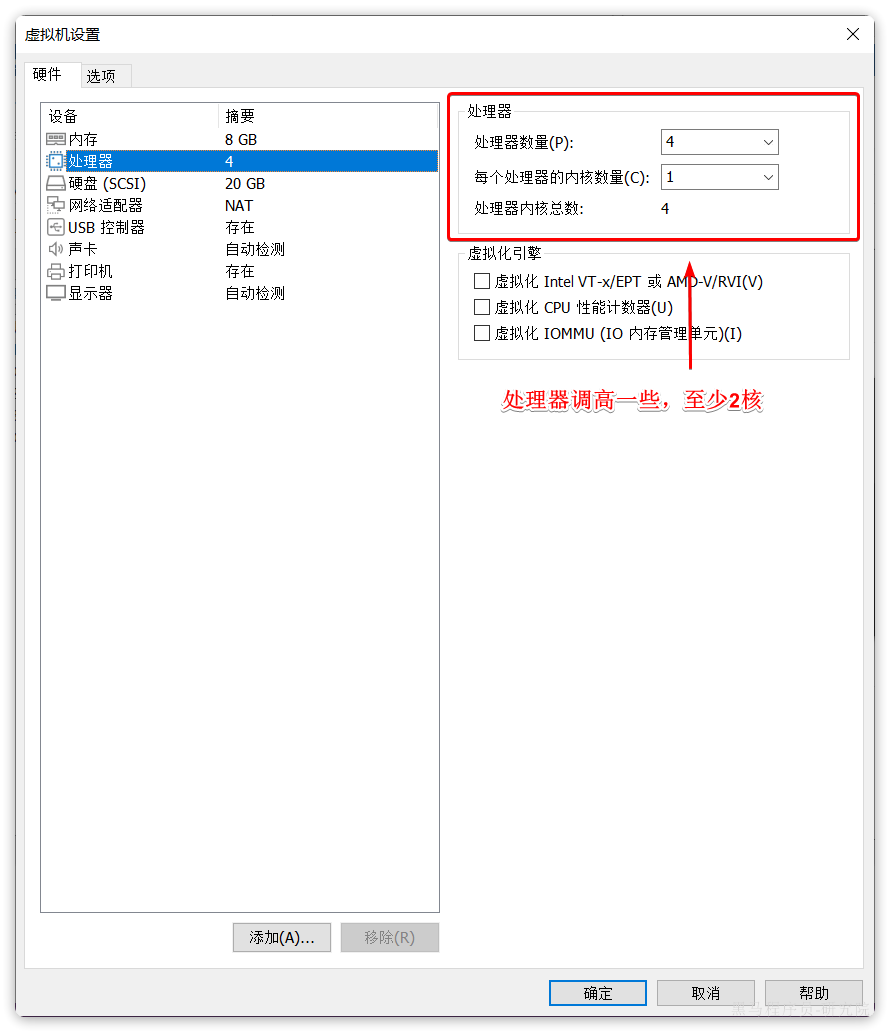 虚拟机设置
硬件
选项
设备 摘要
内存 8 GB
处理器 4
硬盘 (SCSI) 20 GB
网络适配器 NAT
USB 控制器 存在
声卡 自动检测
打印机 存在
显示器 自动检测
添加(A)...
移除(R)
处理器
处理器数量(P): 4
每个处理器的内核数量(C): 1
处理器内核总数: 4
虚拟化引擎
虚拟化 Intel VT-x/EPT 或 AMD-V/RVI(V)
虚拟化 CPU 性能计数器(U)
虚拟化 IOMMU (IO 内存管理单元)(I)
处理器调高一些，至少2核
确定
取消
帮助